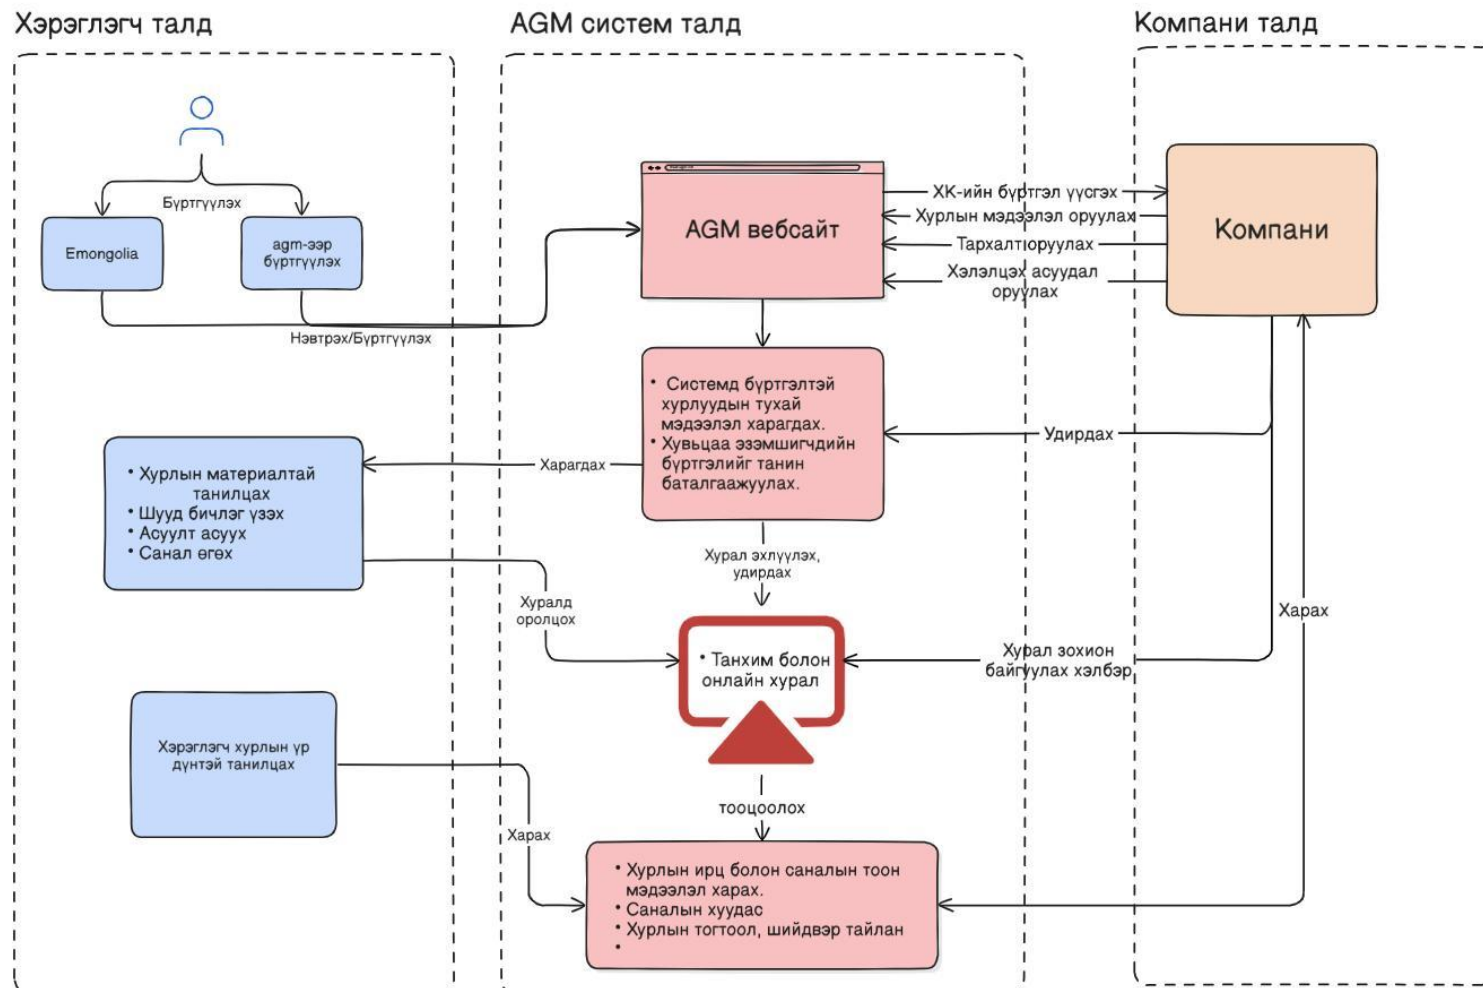 Хэрэглэгч талд
AGM систем талд
Компани талд
Бүртгүүлэх
Emongolia
agm-ээр
бүртгүүлэх
Нэвтрэх/Бүртгүүлэх
AGM вебсайт
ХК-ийн бүртгэл үүсгэх
Хурлын мэдээлэл оруулах
Тархалт оруулах
Хэлэлцэх асуудал
оруулах
Компани
• Системд бүртгэлтэй
хурлуудын тухай
мэдээлэл харагдах.
• Хувьцаа эзэмшигчдийн
бүртгэлийг танин
баталгаажуулах.
Удирдах
Харагдах
• Хурлын материалтай
танилцах
• Шууд бичлэг үзэх
• Асуулт асуух
• Санал өгөх
Хурал эхлүүлэх,
удирдах
Хуралд
оролцох
• Танхим болон
онлайн хурал
Хурал зохион
байгуулах хэлбэр
Харах
Хэрэглэгч хурлын үр
дүнтэй танилцах
Харах
тооцоолох
• Хурлын ирц болон саналын тоон
мэдээлэл харах.
• Саналын хуудас
• Хурлын тогтоол, шийдвэр тайлан
•